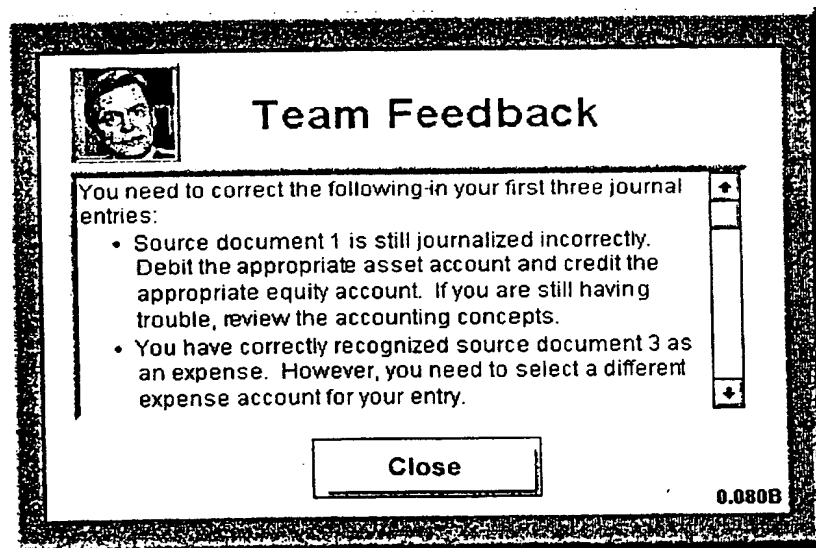 Team Feedback
You need to correct the following in your first three journal
entries:
• Source document 1 is still journalized incorrectly.
Debit the appropriate asset account and credit the
appropriate equity account. If you are still having
trouble, review the accounting concepts.
• You have correctly recognized source document 3 as
an expense. However, you need to select a different
expense account for your entry.
Close
0.080B